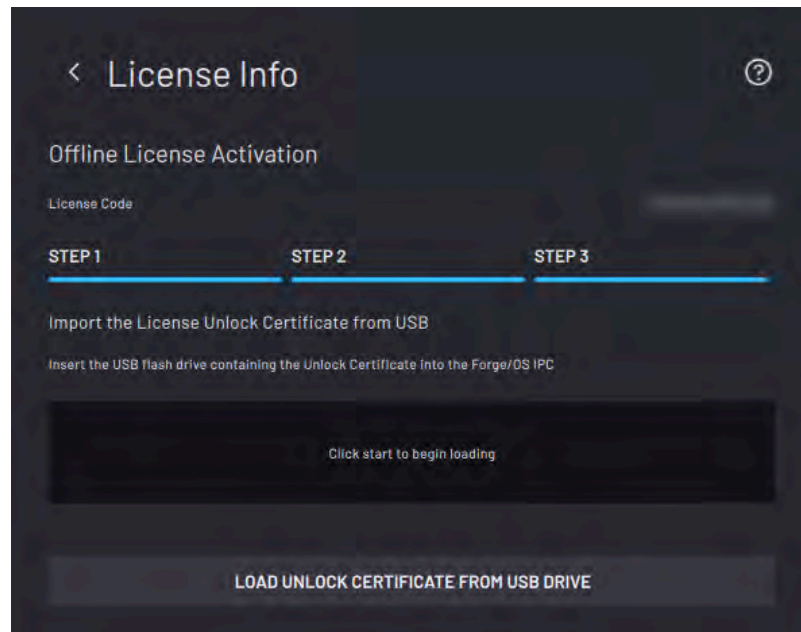 License Info
Offline License Activation
License Code
STEP 1 STEP 2 STEP 3
Import the License Unlock Certificate from USB
Insert the USB flash drive containing the Unlock Certificate into the Forge/OS IPC
Click start to begin loading
LOAD UNLOCK CERTIFICATE FROM USB DRIVE